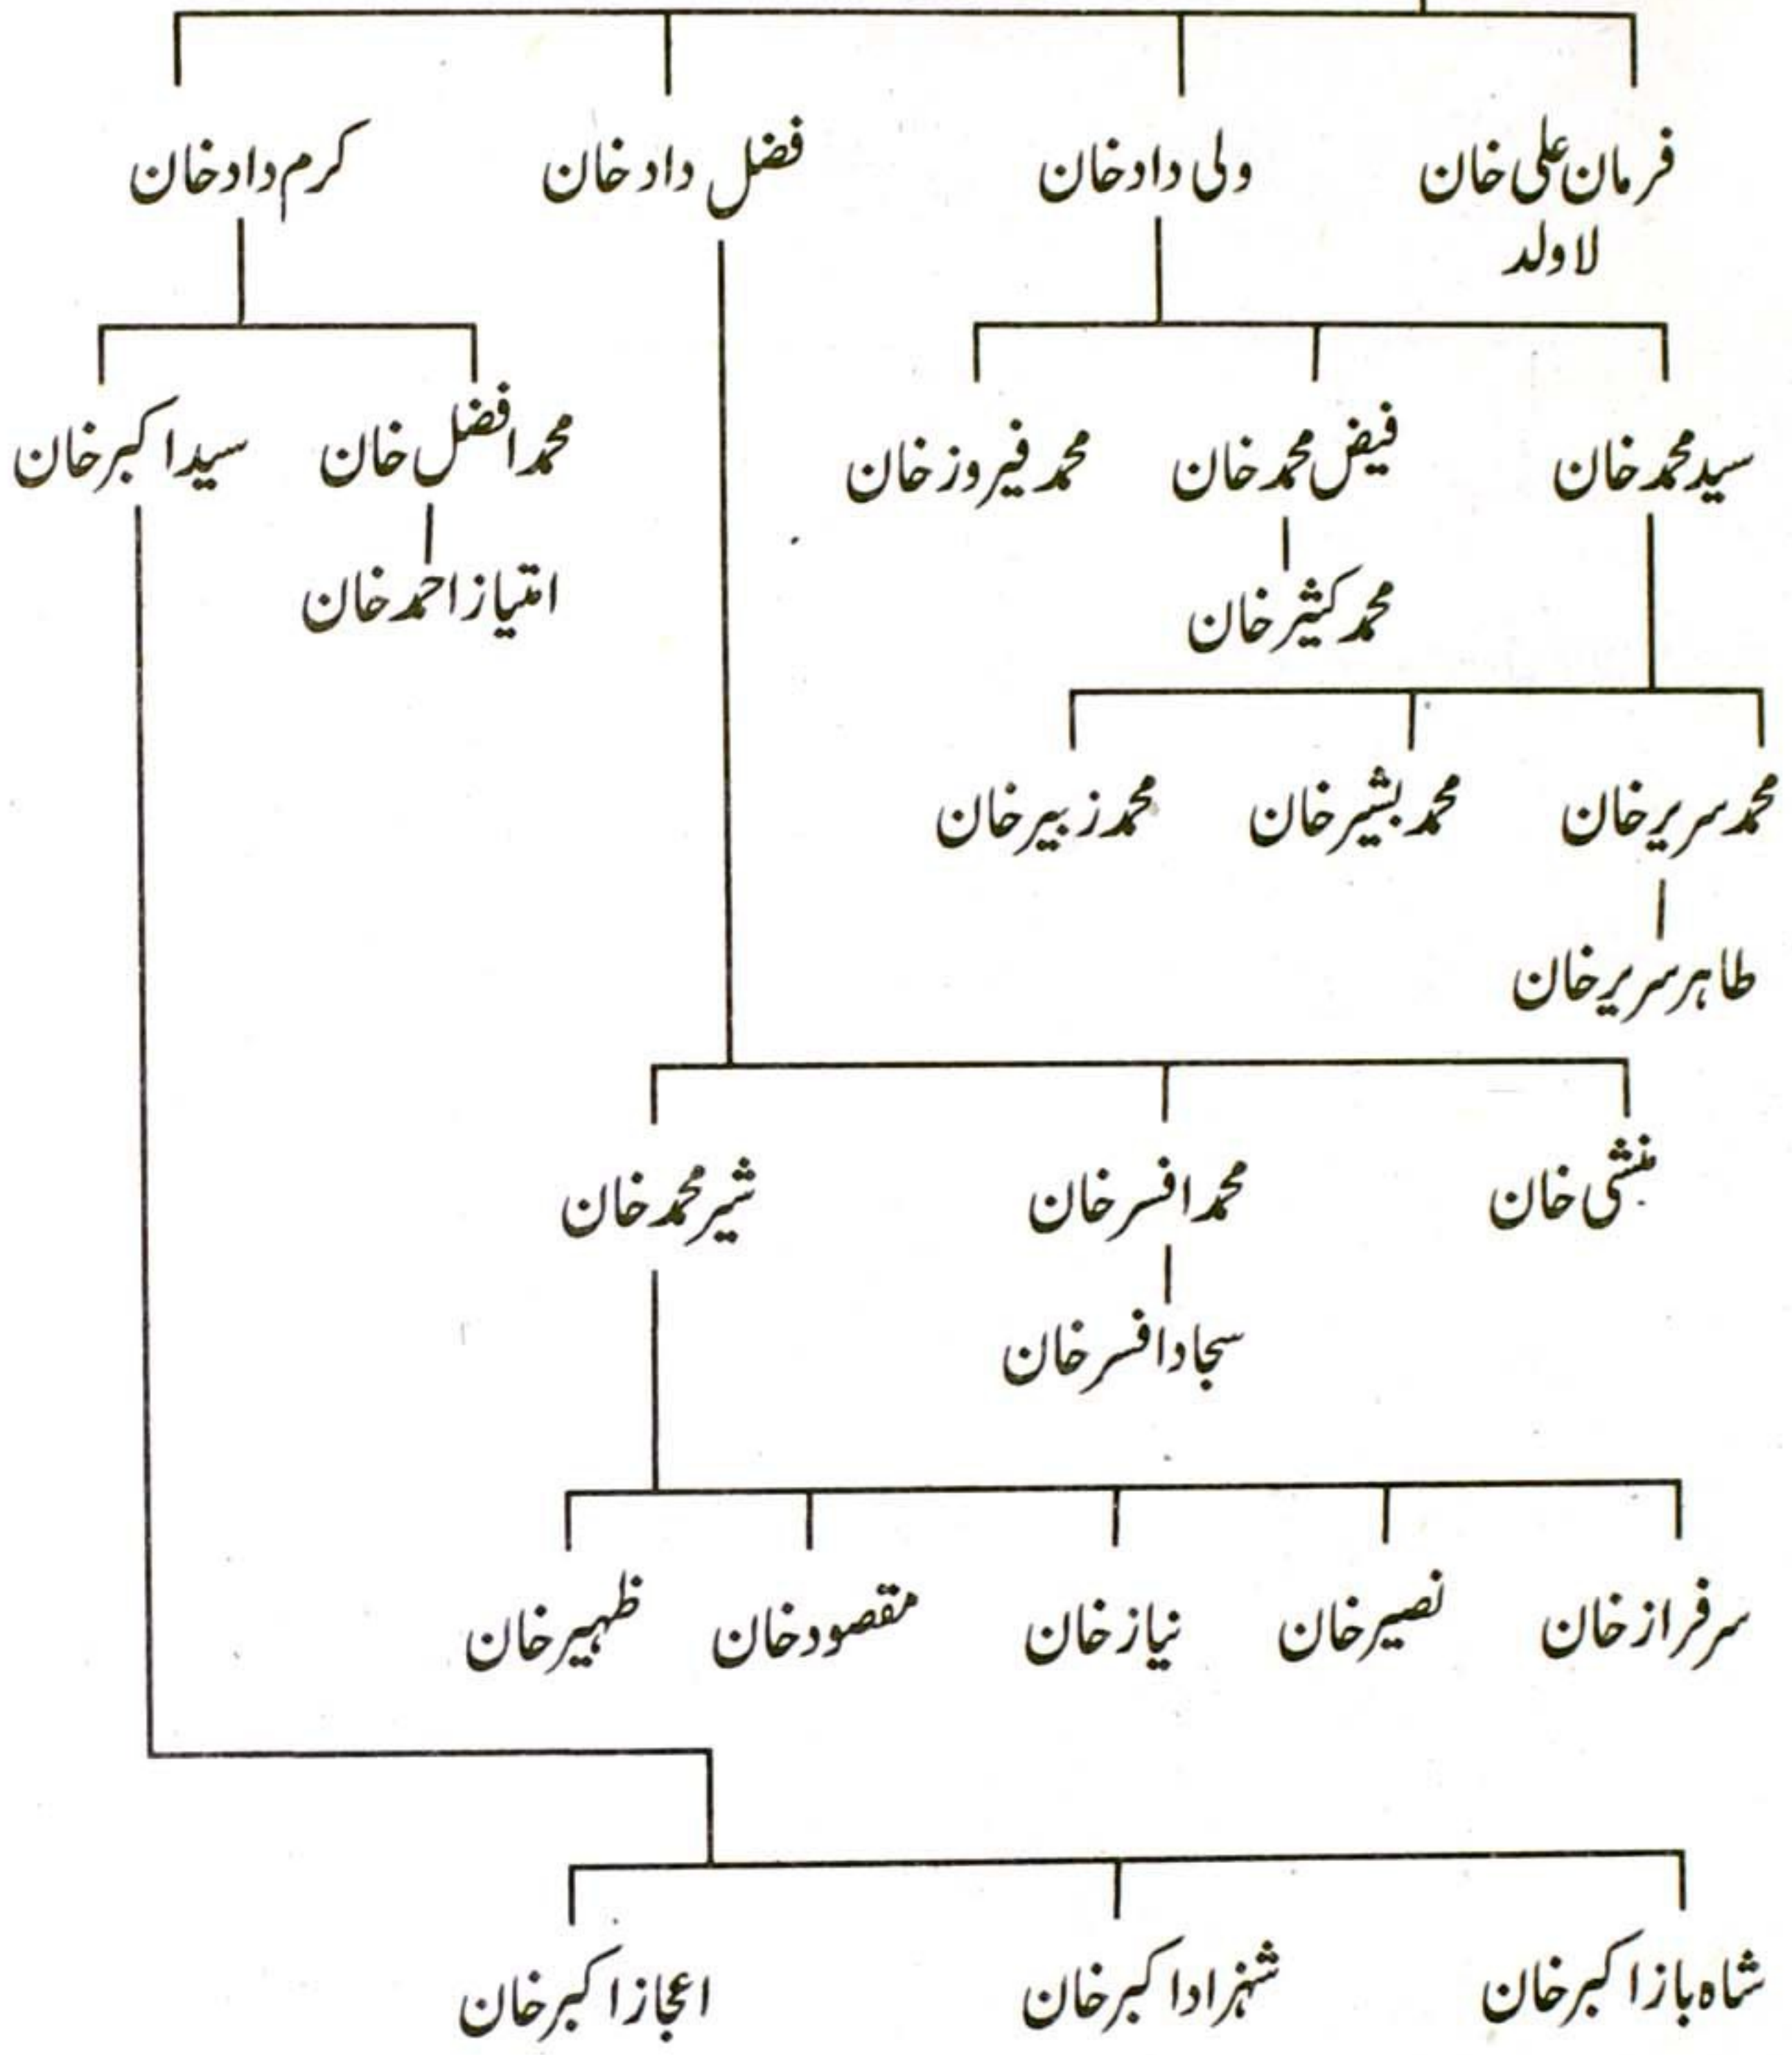 فرمان علی خان ولی داد خان فضل داد خان کرم داد خان
لا ولد
سید محمد خان فیض محمد خان محمد فیروز خان محمد افضل خان سید اکبر خان
محمد کثیر خان امتیاز احمد خان
محمد سریر خان محمد بشیر خان محمد زبیر خان
طاہر سریر خان
منشی خان محمد افسر خان شیر محمد خان
سجاد افسر خان
سرفراز خان نصیر خان نیاز خان مقصود خان ظہیر خان
شاہ باز اکبر خان شہزاد اکبر خان اعجاز اکبر خان